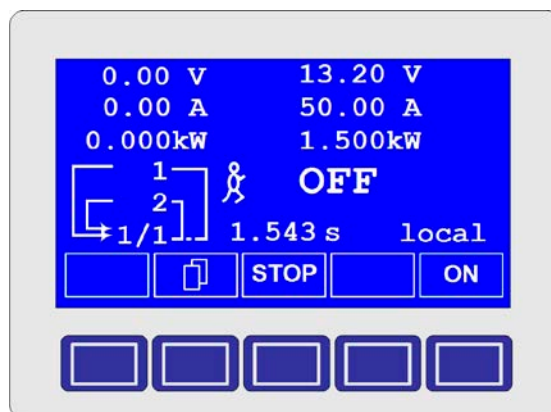 0.00 V 13.20 V
0.00 A 50.00 A
0.000kW 1.500kW
1 OFF
2
1/1... 1.543 s local
STOP ON